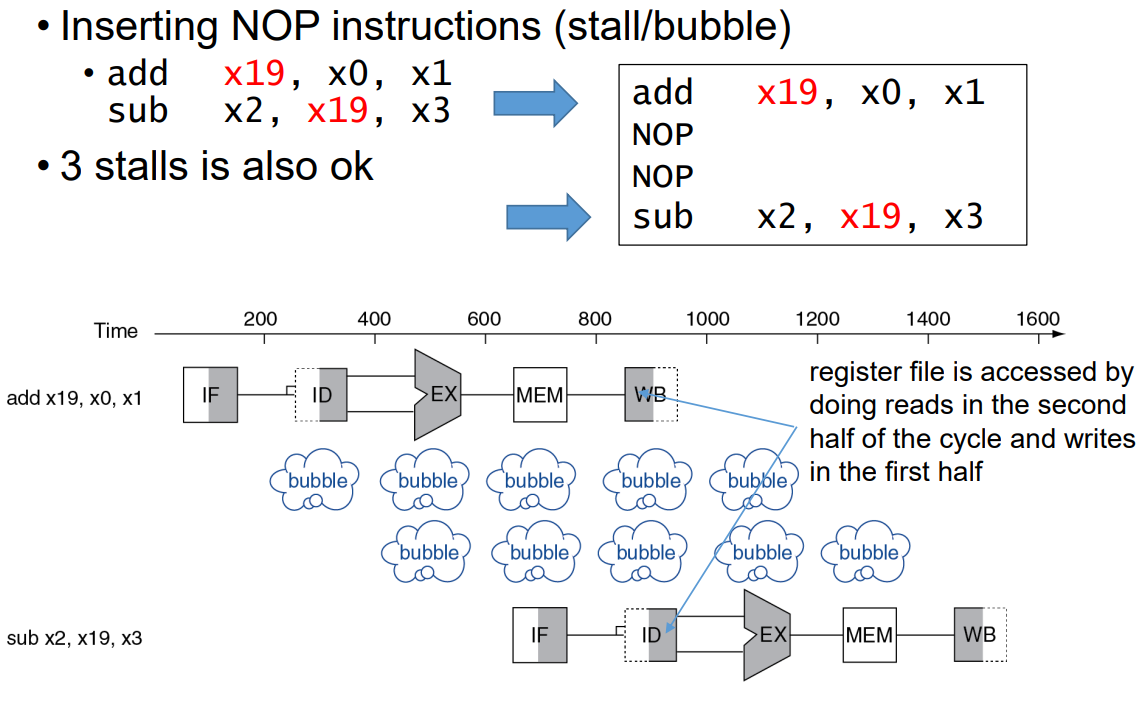 • Inserting NOP instructions (stall/bubble)
• add x19, x0, x1
sub x2, x19, x3
• 3 stalls is also ok
add x19, x0, x1
NOP
NOP
sub x2, x19, x3
Time 200 400 600 800 1000 1200 1400 1600
add x19, x0, x1 IF ID EX MEM WB
register file is accessed by
doing reads in the second
half of the cycle and writes
in the first half
bubble bubble bubble bubble bubble
bubble bubble bubble bubble bubble
sub x2, x19, x3 IF ID EX MEM WB